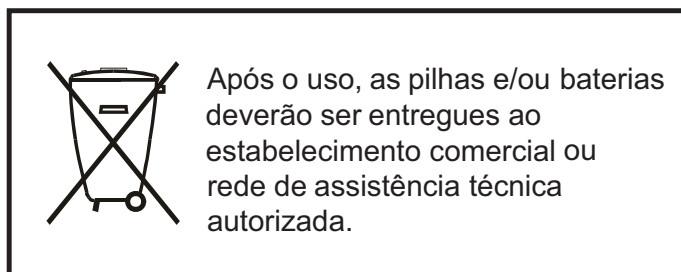 Após o uso, as pilhas e/ou baterias
deverão ser entregues ao
estabelecimento comercial ou
rede de assistência técnica
autorizada.